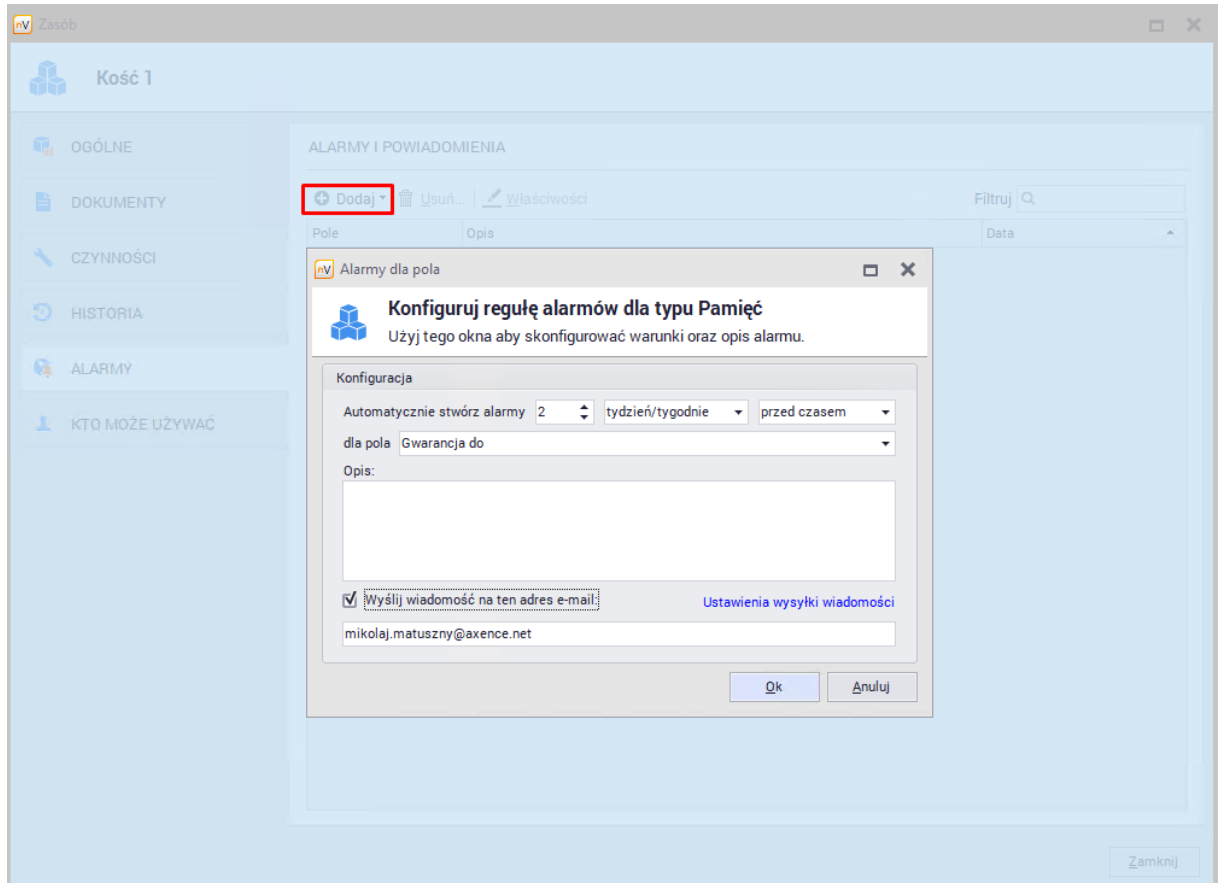 nV Zasób
Kość 1
OGÓLNE
DOKUMENTY
CZYNNOŚCI
HISTORIA
ALARMY
KTO MOŻE UŻYWAĆ
ALARMY I POWIADOMIENIA
Dodaj Usuń... Właściwości Filtruj
Pole Opis Data
nV Alarmy dla pola
Konfiguruj regułę alarmów dla typu Pamięć
Użyj tego okna aby skonfigurować warunki oraz opis alarmu.
Konfiguracja
Automatycznie stwórz alarmy 2 tydzień/tygodnie przed czasem
dla pola Gwarancja do
Opis:
Wyślij wiadomość na ten adres e-mail: Ustawienia wysyłki wiadomości
mikolaj.matuszny@axence.net
Ok Anuluj
Zamknij